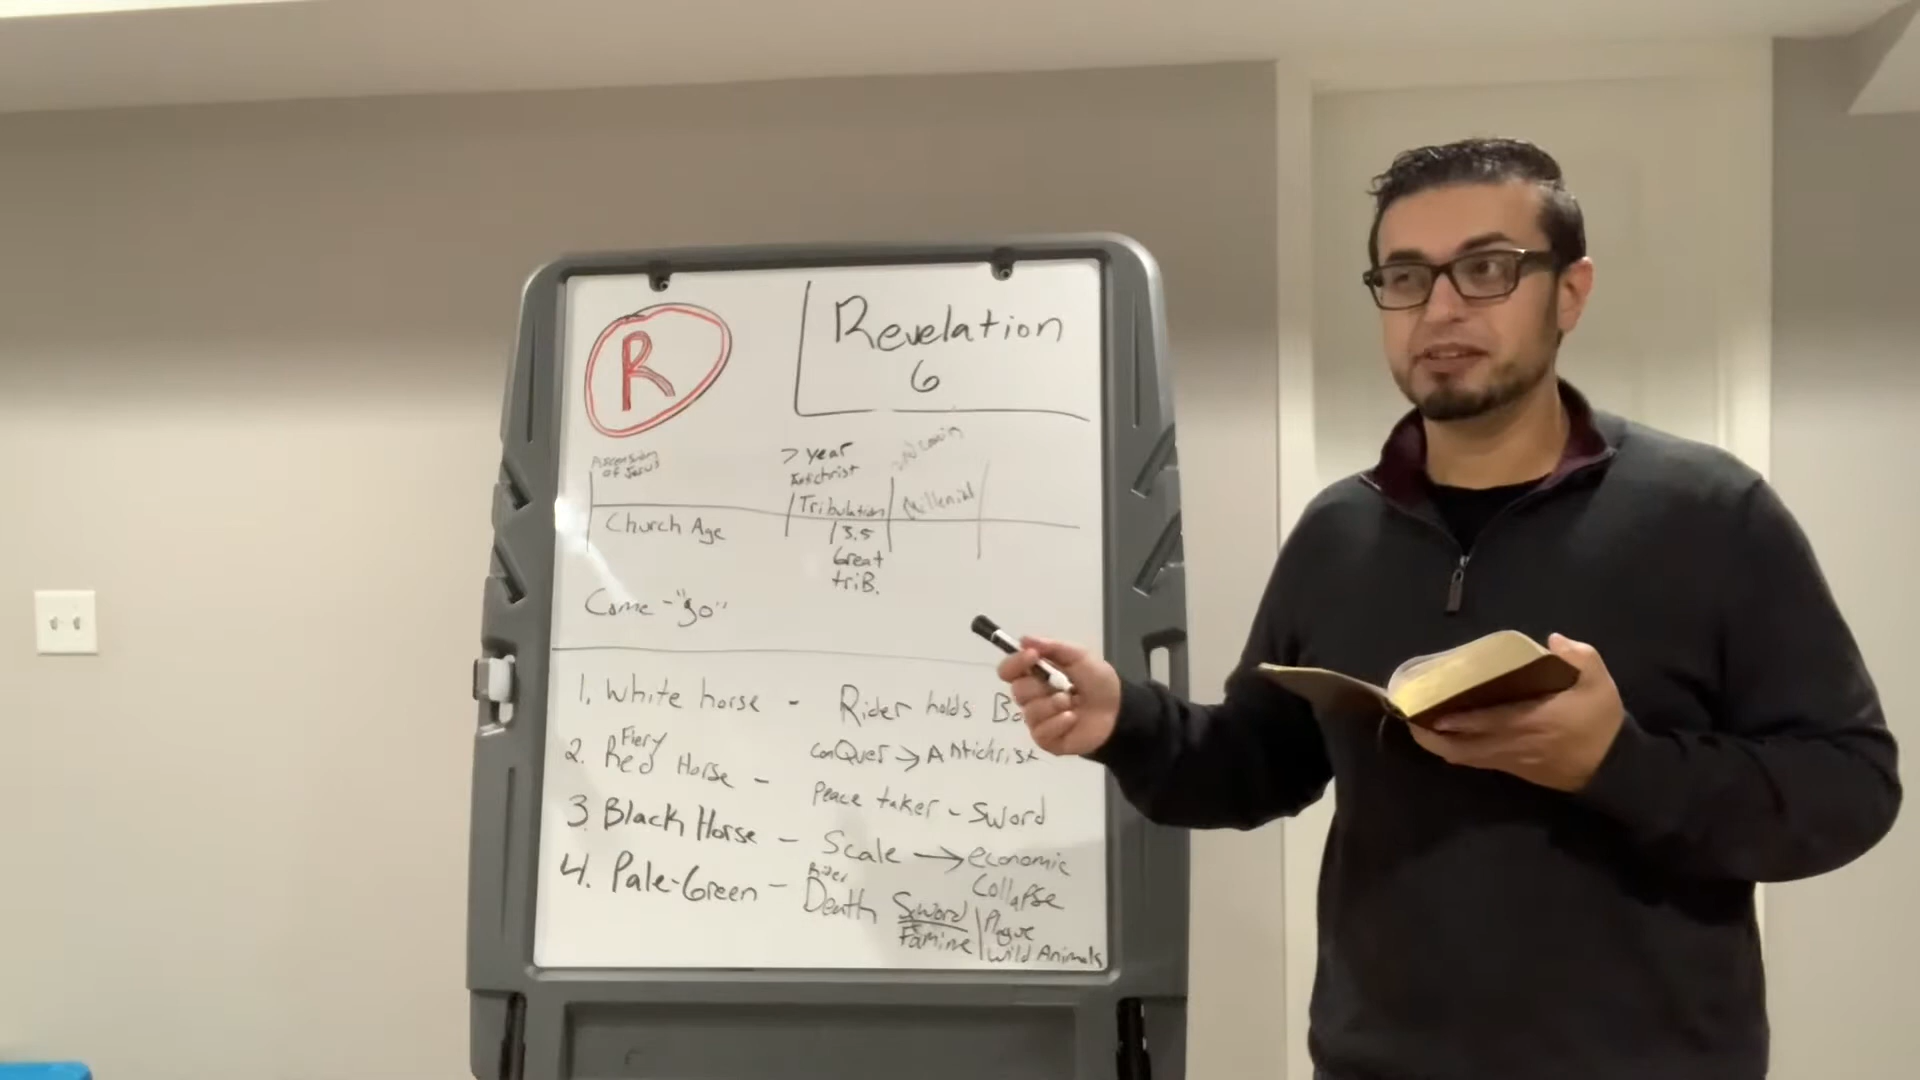 R
Revelation
6
Ascension
of Jesus
7 year
Antichrist
2nd coming
Tribulation
Millenial
Church Age
3.5
Great
triB.
Come - "go"
1. White horse - Rider holds Bo
conQuer → Antichrist
2. Fiery
Red Horse - Peace taker - Sword
3. Black Horse - Scale → economic
Collapse
4. Pale-Green - Rider
Death
Sword
Famine
Plague
Wild Animals